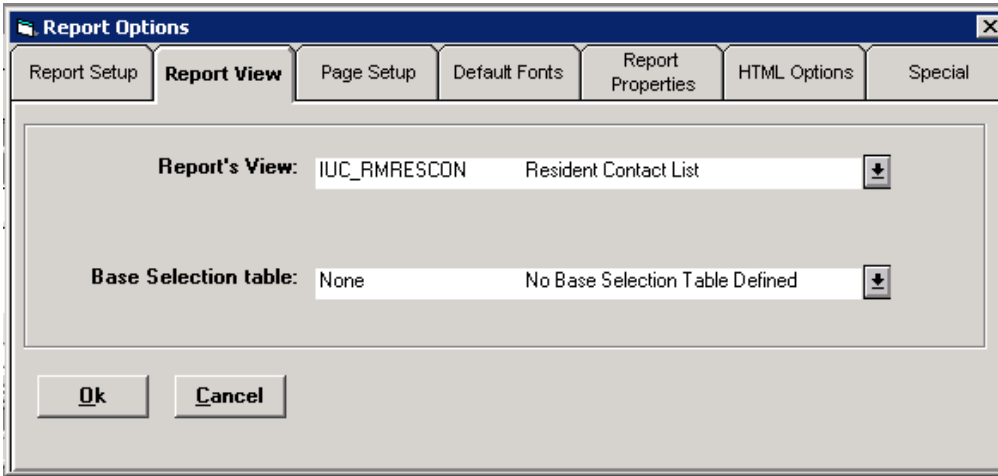 Report Options
Report Setup
Report View
Page Setup
Default Fonts
Report
Properties
HTML Options
Special
Report's View: IUC_RMRESCON Resident Contact List
Base Selection table: None No Base Selection Table Defined
Ok Cancel